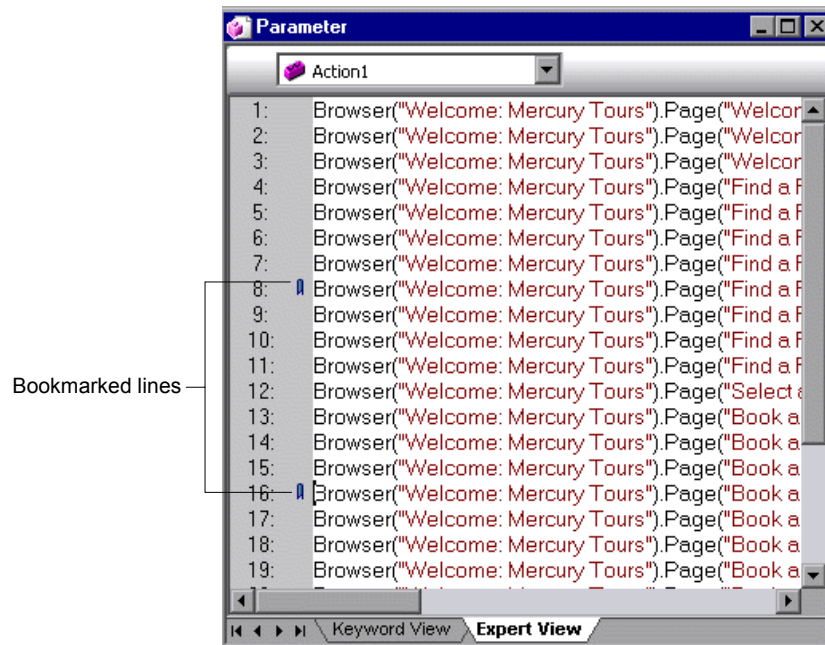 Parameter
Action1
1: Browser("Welcome: Mercury Tours").Page("Welcor
2: Browser("Welcome: Mercury Tours").Page("Welcor
3: Browser("Welcome: Mercury Tours").Page("Welcor
4: Browser("Welcome: Mercury Tours").Page("Find a F
5: Browser("Welcome: Mercury Tours").Page("Find a F
6: Browser("Welcome: Mercury Tours").Page("Find a F
7: Browser("Welcome: Mercury Tours").Page("Find a F
8: Browser("Welcome: Mercury Tours").Page("Find a F
9: Browser("Welcome: Mercury Tours").Page("Find a F
10: Browser("Welcome: Mercury Tours").Page("Find a F
11: Browser("Welcome: Mercury Tours").Page("Find a F
Bookmarked lines
12: Browser("Welcome: Mercury Tours").Page("Select a
13: Browser("Welcome: Mercury Tours").Page("Book a
14: Browser("Welcome: Mercury Tours").Page("Book a
15: Browser("Welcome: Mercury Tours").Page("Book a
16: Browser("Welcome: Mercury Tours").Page("Book a
17: Browser("Welcome: Mercury Tours").Page("Book a
18: Browser("Welcome: Mercury Tours").Page("Book a
19: Browser("Welcome: Mercury Tours").Page("Book a
Keyword View Expert View